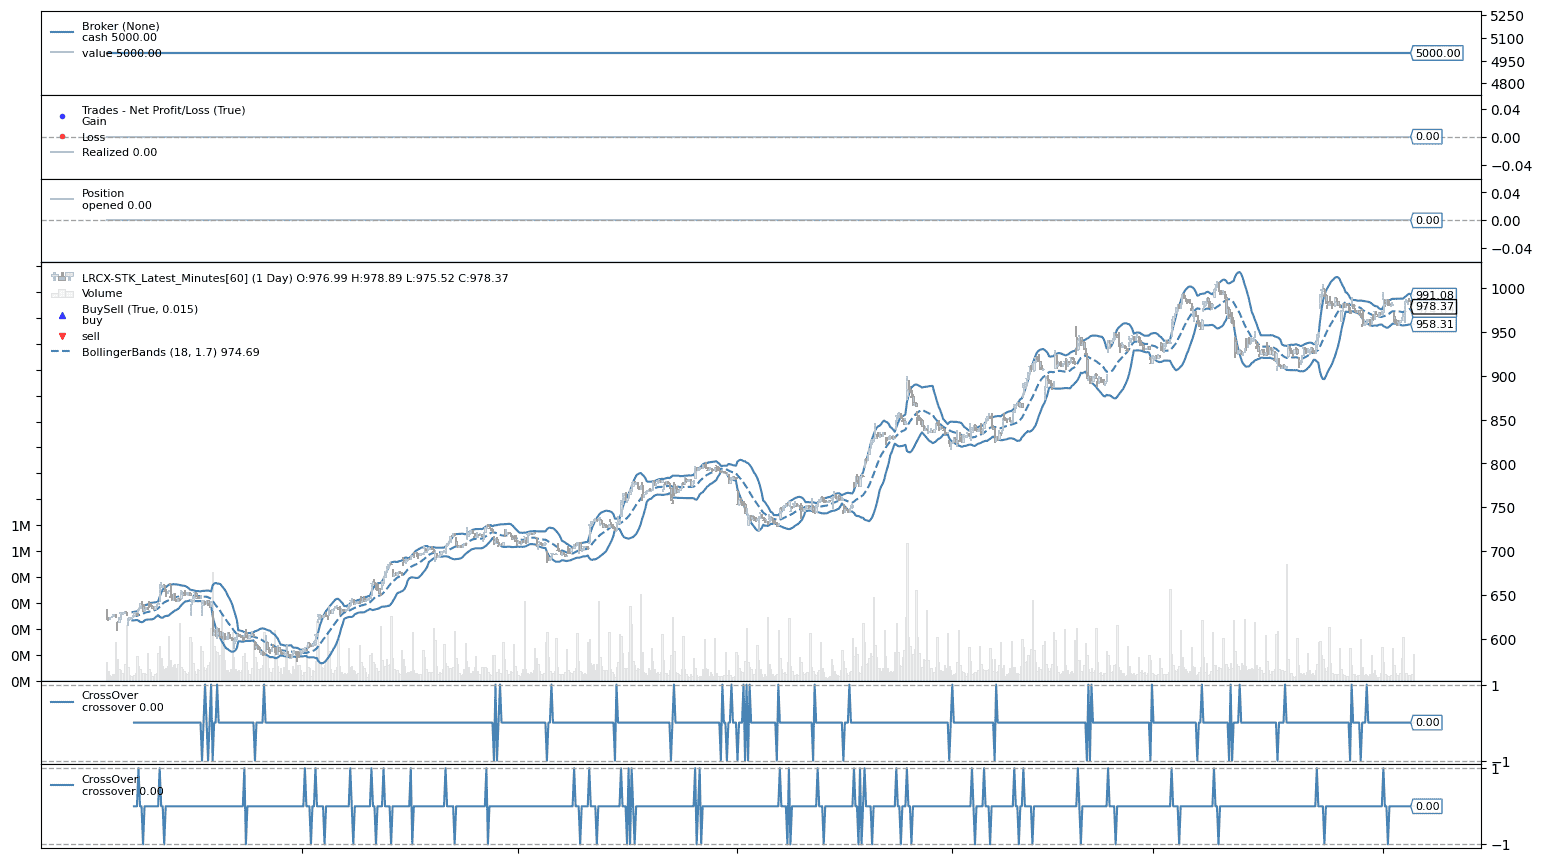 Broker (None)
cash 5000.00
value 5000.00
5250
5100
4950
4800
5000.00
Trades - Net Profit/Loss (True)
Gain
Loss
Realized 0.00
0.04
0.00
−0.04
0.00
Position
opened 0.00
0.04
0.00
−0.04
0.00
LRCX-STK_Latest_Minutes[60] (1 Day) O:976.99 H:978.89 L:975.52 C:978.37
Volume
BuySell (True, 0.015)
buy
sell
BollingerBands (18, 1.7) 974.69
991.08
978.37
958.31
1000
950
900
850
800
750
700
650
600
1M
1M
0M
0M
0M
0M
0M
CrossOver
crossover 0.00
1
0.00
−1
CrossOver
crossover 0.00
1
0.00
−1